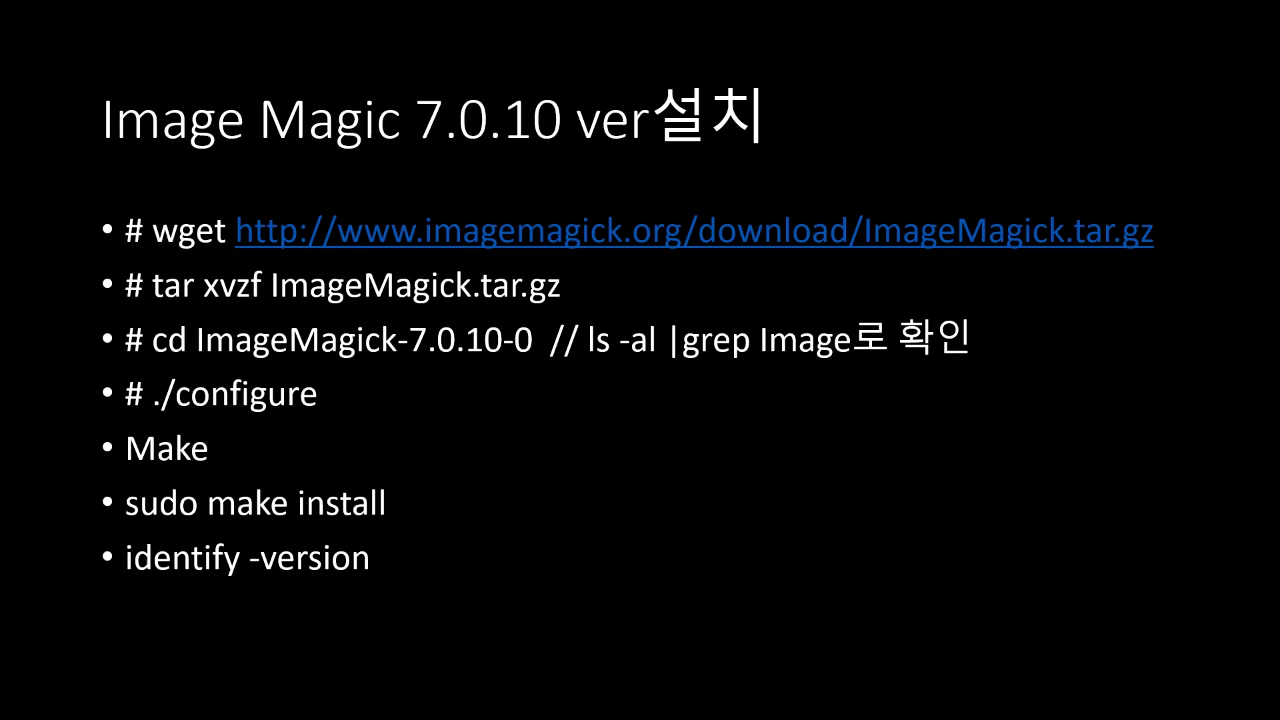 Image Magic 7.0.10 ver설치
• # wget http://www.imagemagick.org/download/ImageMagick.tar.gz
• # tar xvzf ImageMagick.tar.gz
• # cd ImageMagick-7.0.10-0  // ls -al |grep Image로 확인
• # ./configure
• Make
• sudo make install
• identify -version